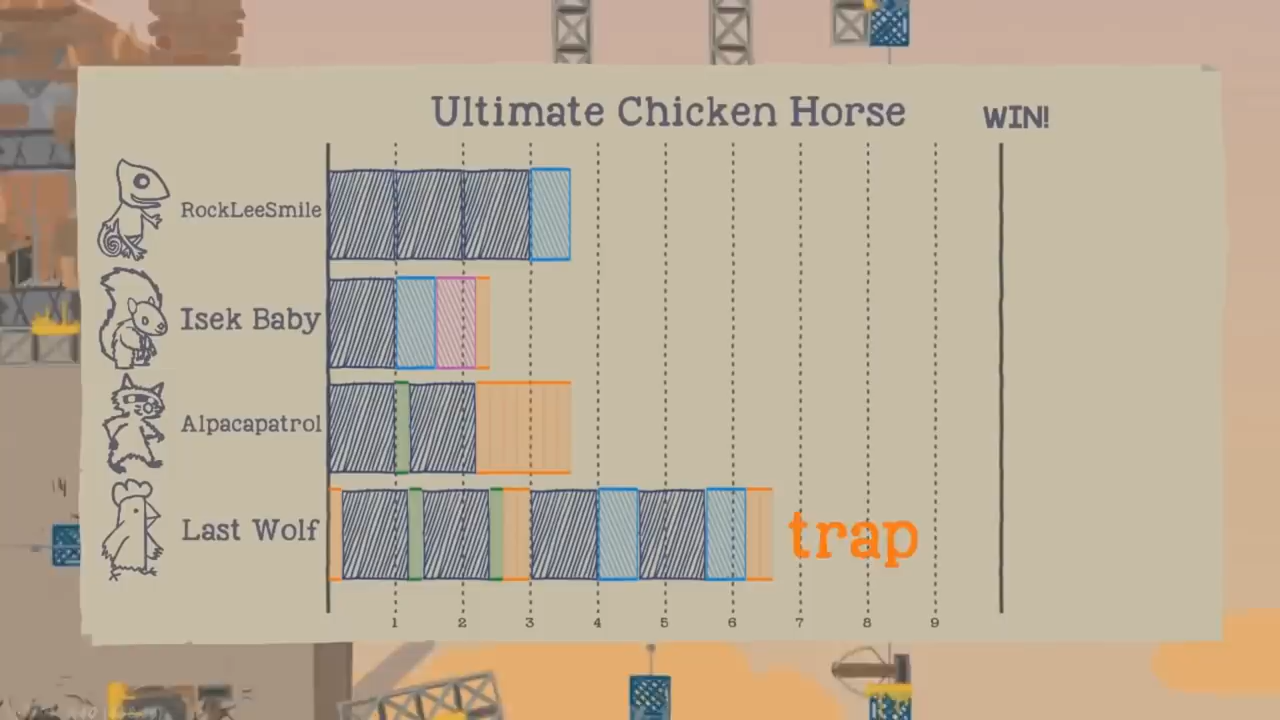 Ultimate Chicken Horse
WIN!
RockLeeSmile
Isek Baby
Alpacapatrol
Last Wolf
trap
1 2 3 4 5 6 7 8 9